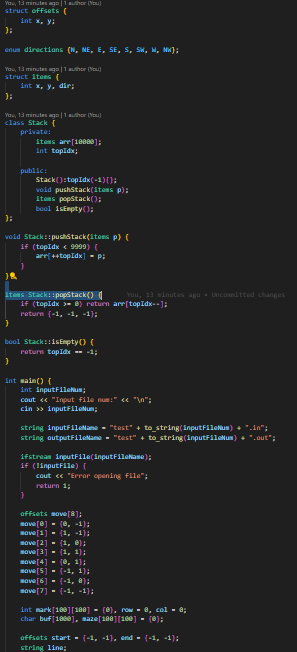 You, 13 minutes ago | 1 author (You)
struct offsets {
    int x, y;
};

enum directions {N, NE, E, SE, S, SW, W, NW};

You, 13 minutes ago | 1 author (You)
struct items {
    int x, y, dir;
};

You, 13 minutes ago | 1 author (You)
class Stack {
    private:
        items arr[10000];
        int topIdx;

    public:
        Stack():topIdx(-1){};
        void pushStack(items p);
        items popStack();
        bool isEmpty();
};

void Stack::pushStack(items p) {
    if (topIdx < 9999) {
        arr[++topIdx] = p;
    }
}

items Stack::popStack() {    You, 13 minutes ago • Uncommitted changes
    if (topIdx >= 0) return arr[topIdx--];
    return {-1, -1, -1};
}

bool Stack::isEmpty() {
    return topIdx == -1;
}

int main() {
    int inputFileNum;
    cout << "Input file num:" << "\n";
    cin >> inputFileNum;

    string inputFileName = "test" + to_string(inputFileNum) + ".in";
    string outputFileName = "test" + to_string(inputFileNum) + ".out";

    ifstream inputFile(inputFileName);
    if (!inputFile) {
        cout << "Error opening file";
        return 1;
    }

    offsets move[8];
    move[0] = {0, -1};
    move[1] = {1, -1};
    move[2] = {1, 0};
    move[3] = {1, 1};
    move[4] = {0, 1};
    move[5] = {-1, 1};
    move[6] = {-1, 0};
    move[7] = {-1, -1};

    int mark[100][100] = {0}, row = 0, col = 0;
    char buf[1000], maze[100][100] = {0};

    offsets start = {-1, -1}, end = {-1, -1};
    string line;